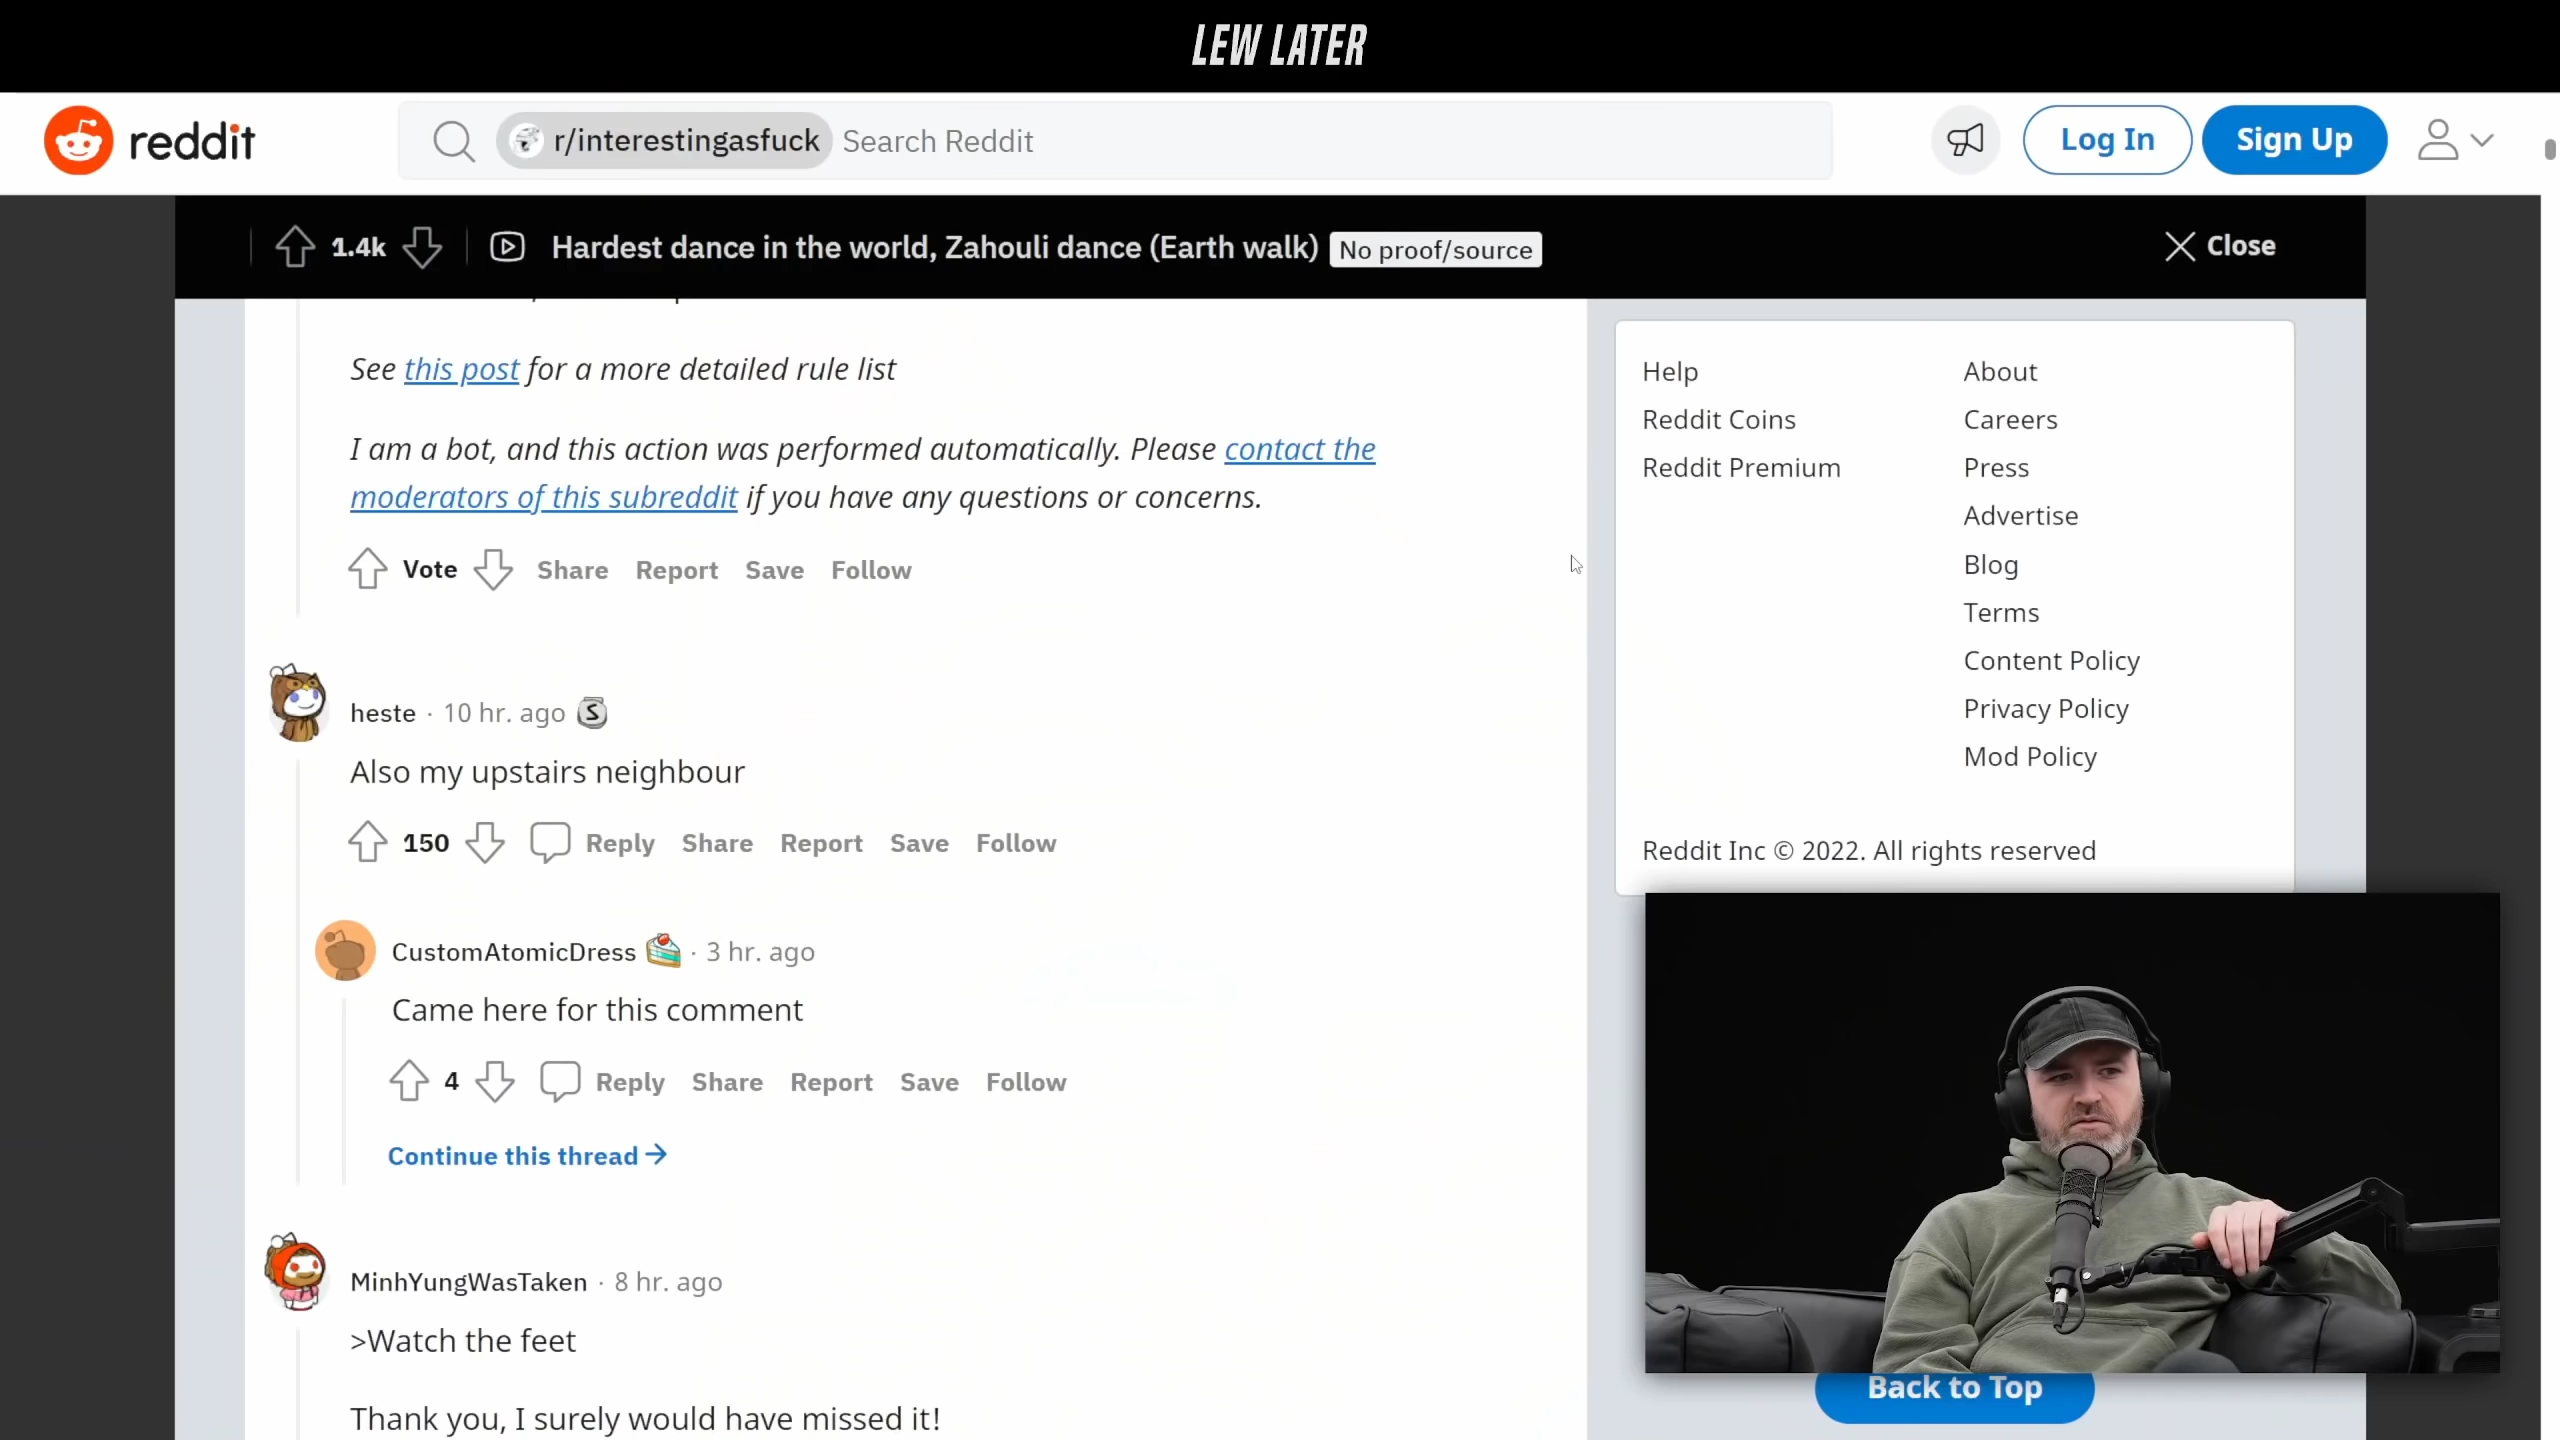 LEW LATER
reddit
r/interestingasfuck Search Reddit
Log In
Sign Up
1.4k
Hardest dance in the world, Zahouli dance (Earth walk) No proof/source
Close
See this post for a more detailed rule list
I am a bot, and this action was performed automatically. Please contact the
moderators of this subreddit if you have any questions or concerns.
Vote Share Report Save Follow
heste · 10 hr. ago S
Also my upstairs neighbour
150 Reply Share Report Save Follow
CustomAtomicDress · 3 hr. ago
Came here for this comment
4 Reply Share Report Save Follow
Continue this thread →
MinhYungWasTaken · 8 hr. ago
>Watch the feet
Thank you, I surely would have missed it!
Help
Reddit Coins
Reddit Premium
About
Careers
Press
Advertise
Blog
Terms
Content Policy
Privacy Policy
Mod Policy
Reddit Inc © 2022. All rights reserved
Back to Top